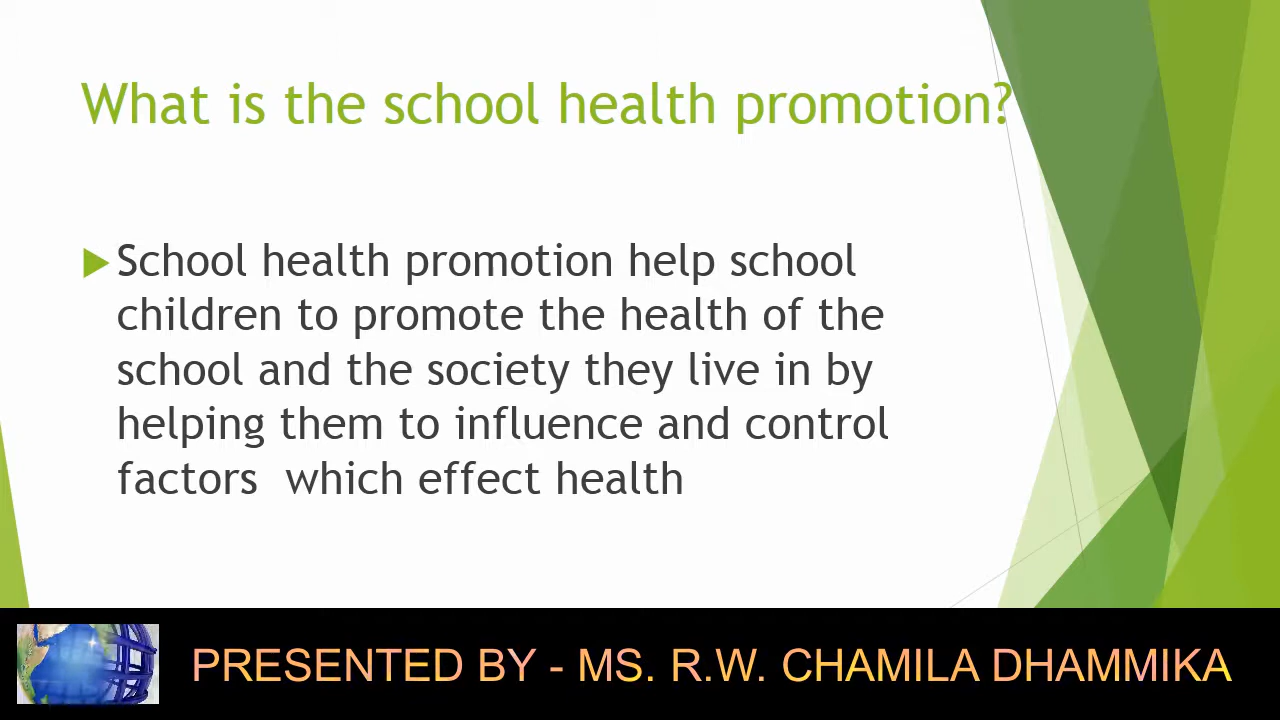 What is the school health promotion?
School health promotion help school
children to promote the health of the
school and the society they live in by
helping them to influence and control
factors  which effect health
PRESENTED BY - MS. R.W. CHAMILA DHAMMIKA